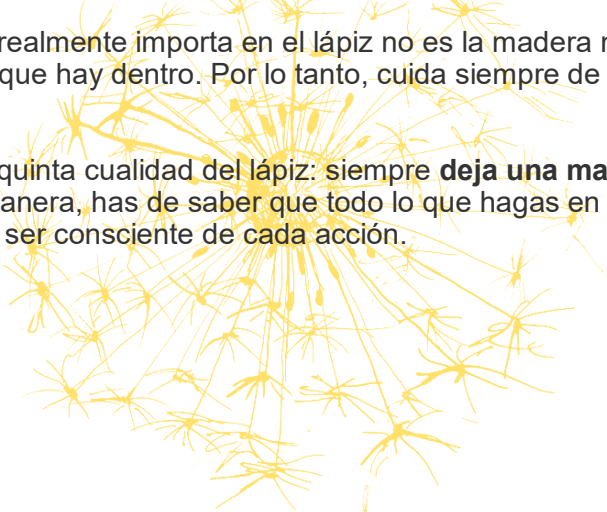 realmente importa en el lápiz no es la madera
que hay dentro. Por lo tanto, cuida siempre de
quinta cualidad del lápiz: siempre deja una
anera, has de saber que todo lo que hagas en
ser consciente de cada acción.